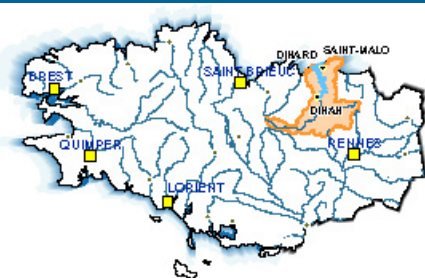 DINARD SAINT-MALO
BREST
SAINT-BRIEUC
DINAN
QUIMPER
RENNES
LORIENT